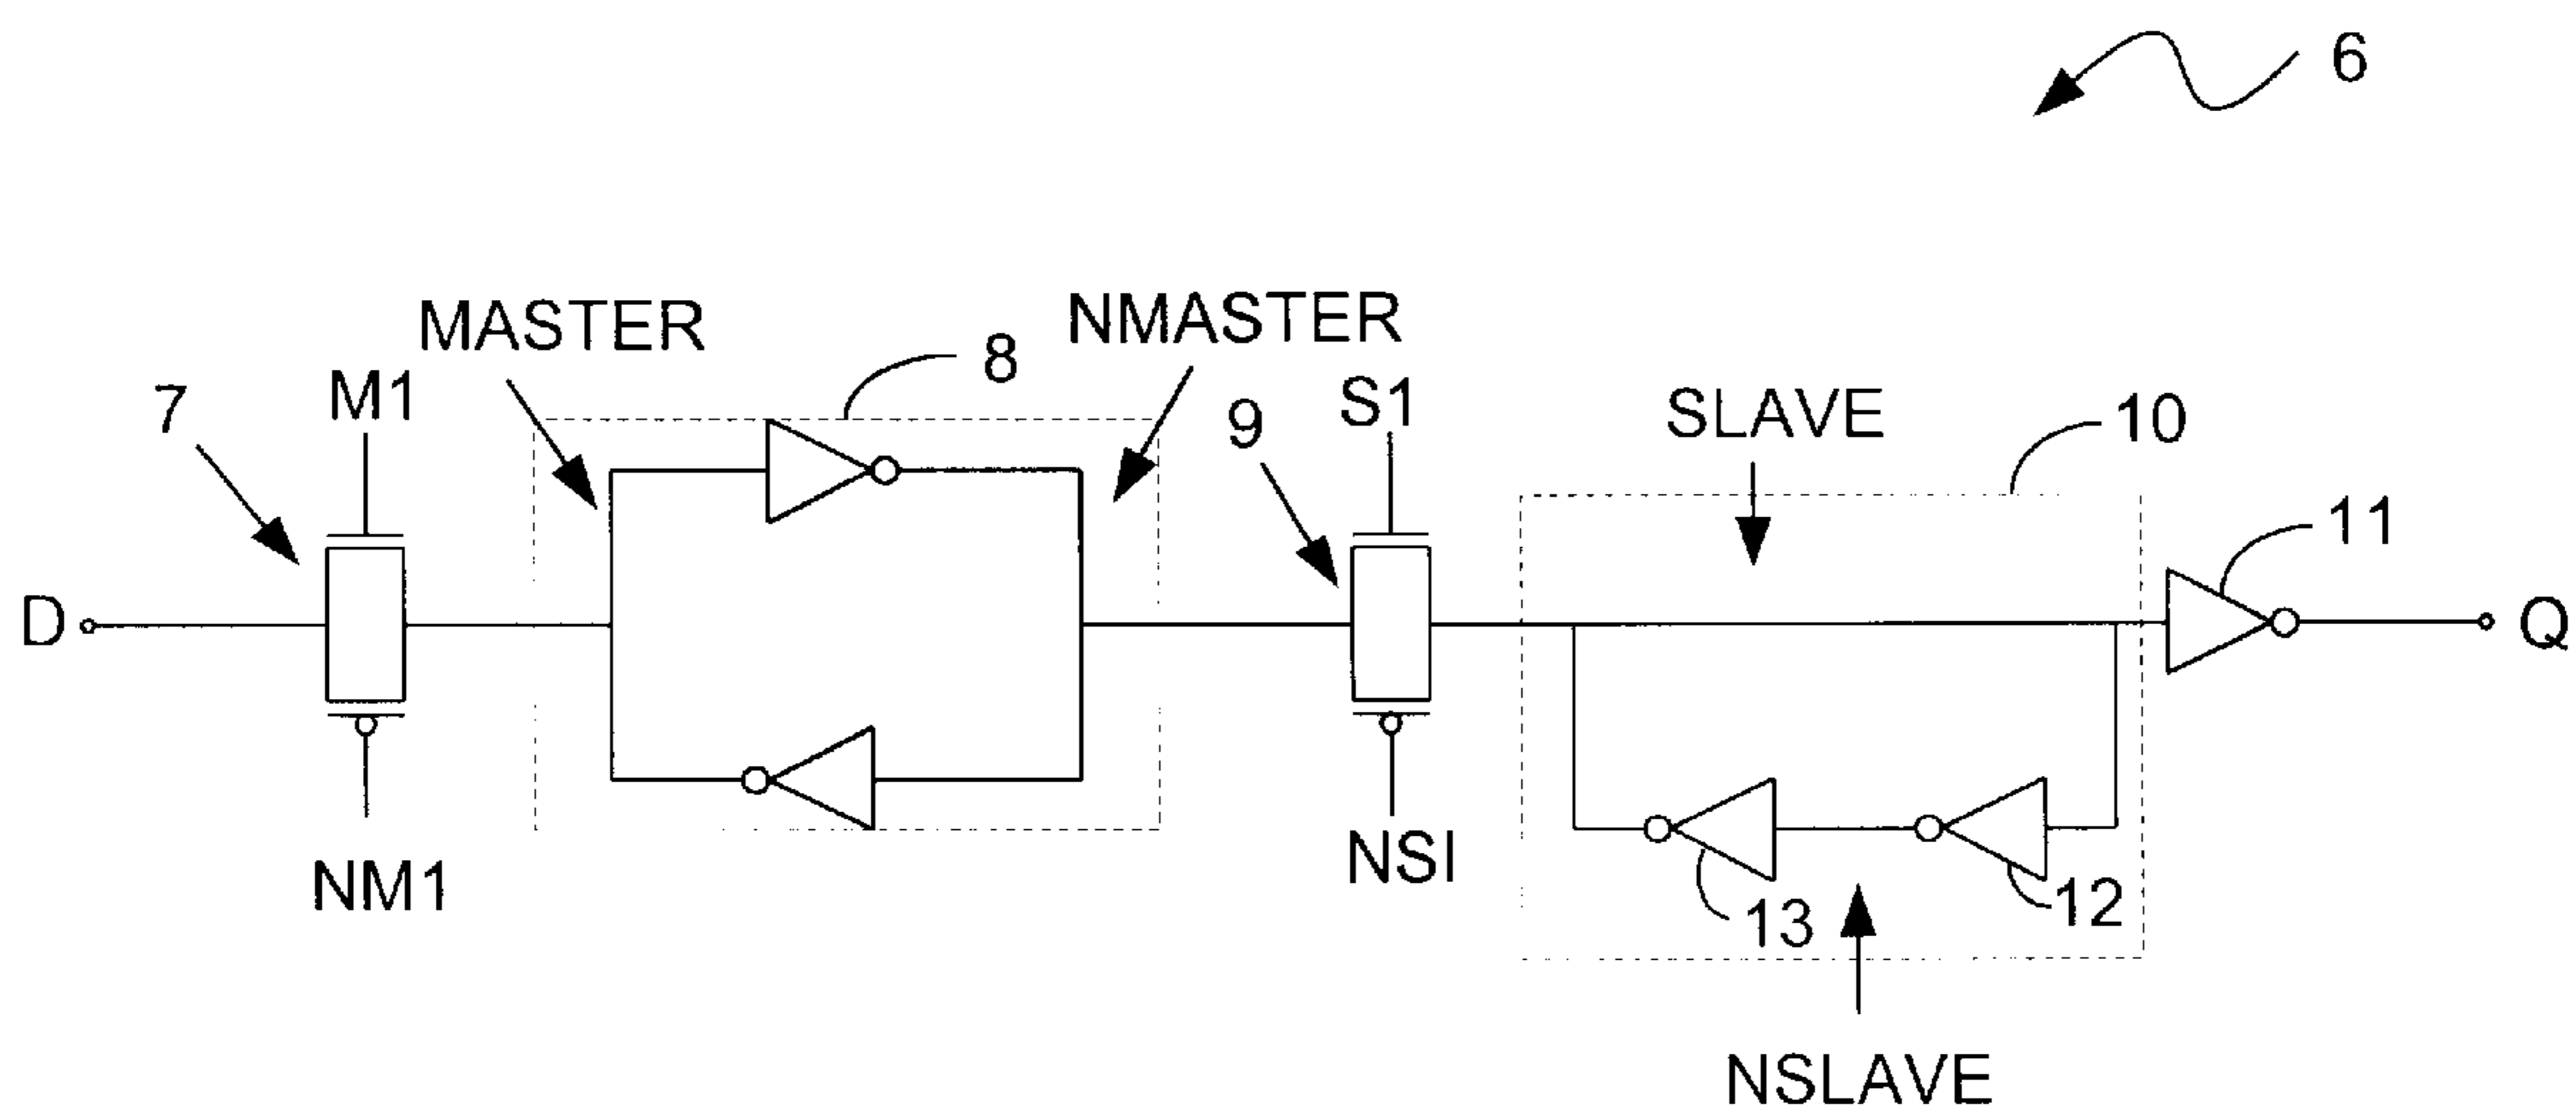 6
MASTER
NMASTER
8
7
M1
9
S1
SLAVE
10
11
D
Q
NM1
NSI
13
12
NSLAVE